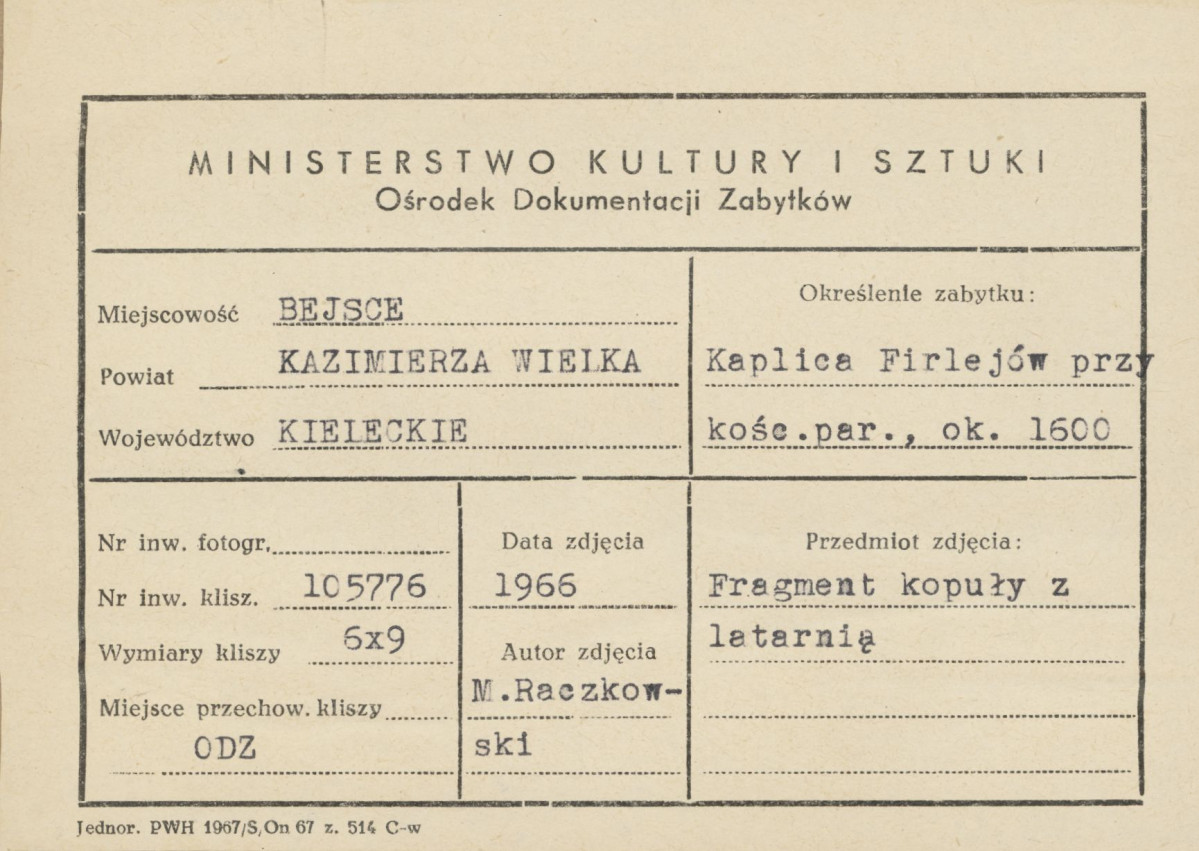 MINISTERSTWO KULTURY I SZTUKI
Ośrodek Dokumentacji Zabytków
Miejscowość BEJSCE
Powiat KAZIMIERZA WIELKA
Województwo KIELECKIE
Określenie zabytku:
Kaplica Firlejów przy
kośc.par., ok. 1600
Nr inw. fotogr.
Nr inw. klisz. 105776
Wymiary kliszy 6x9
Miejsce przechow. kliszy
ODZ
Data zdjęcia
1966
Autor zdjęcia
M.Raczkow-
ski
Przedmiot zdjęcia:
Fragment kopuły z
latarnią
Jednor. PWH 1967/S,On 67 z. 514 C-w